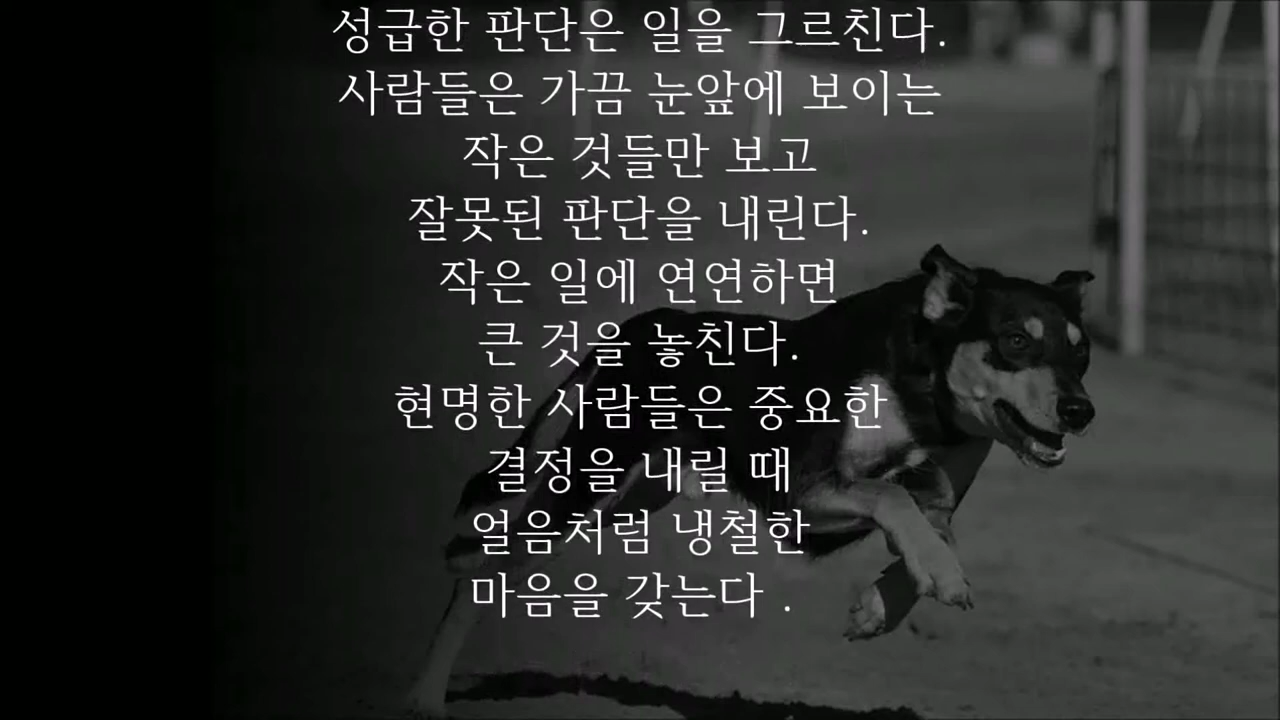 성급한 판단은 일을 그르친다.
사람들은 가끔 눈앞에 보이는
작은 것들만 보고
잘못된 판단을 내린다.
작은 일에 연연하면
큰 것을 놓친다.
현명한 사람들은 중요한
결정을 내릴 때
얼음처럼 냉철한
마음을 갖는다 .